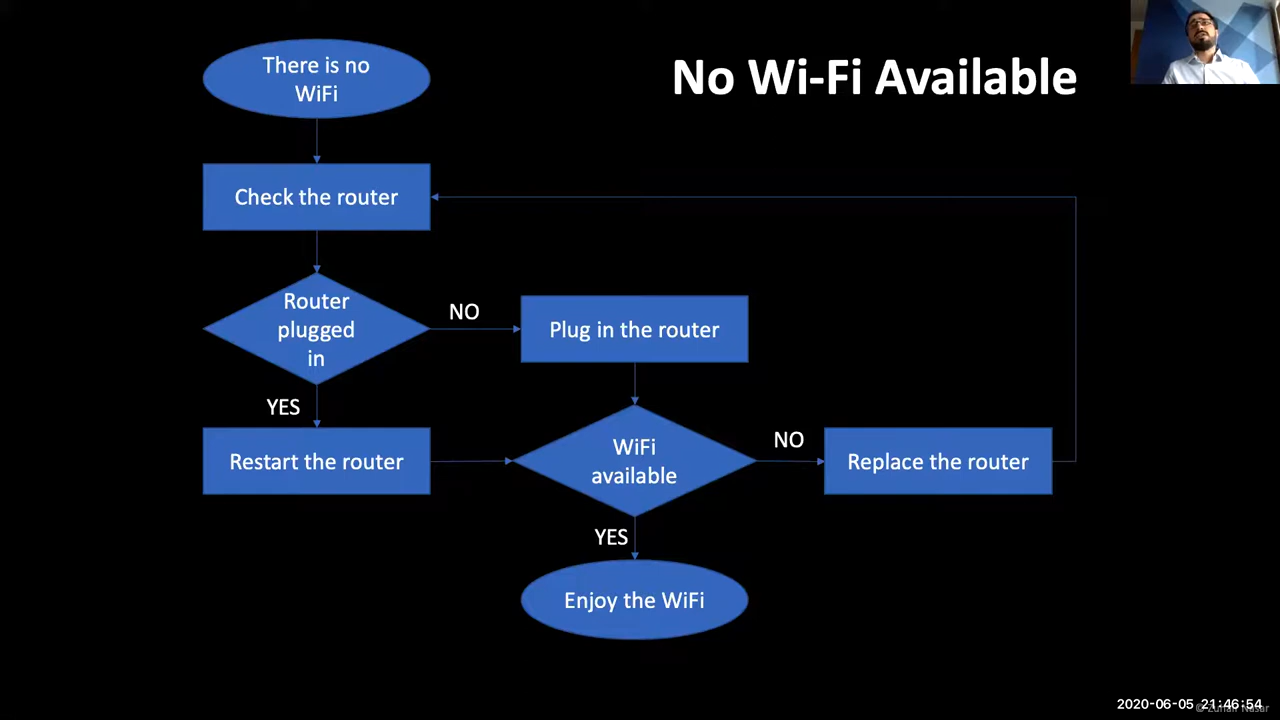 No Wi-Fi Available
There is no
WiFi
Check the router
Router
plugged
in
NO
Plug in the router
YES
Restart the router
WiFi
available
NO
Replace the router
YES
Enjoy the WiFi
2020-06-05 21:46:54